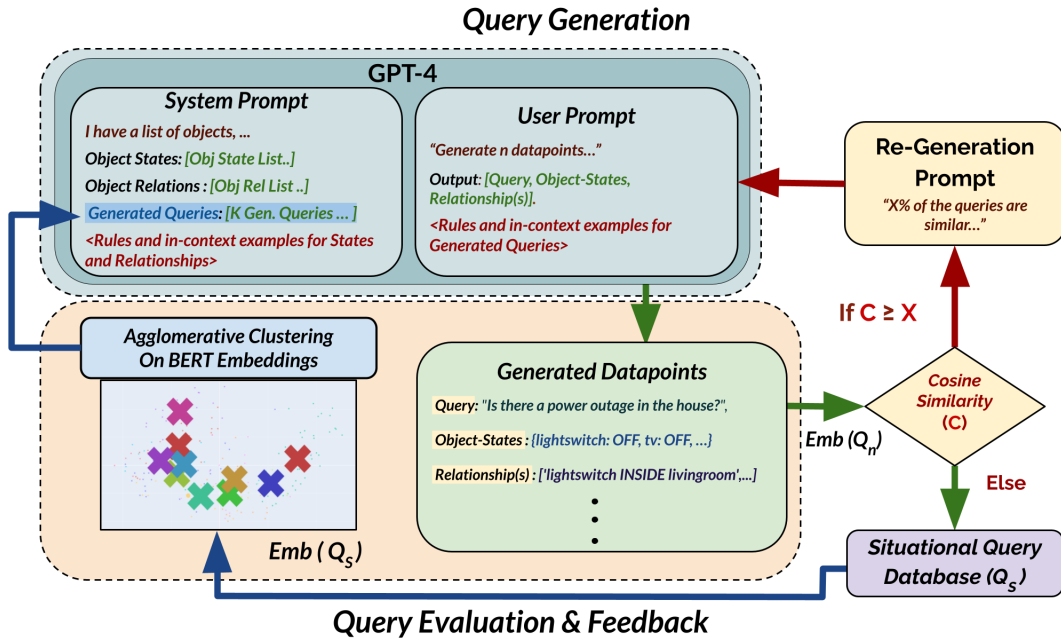 Query Generation
GPT-4
System Prompt
I have a list of objects, ...
Object States: [Obj State List..]
Object Relations : [Obj Rel List ..]
Generated Queries: [K Gen. Queries ... ]
<Rules and in-context examples for States
and Relationships>
User Prompt
“Generate n datapoints...”
Output: [Query, Object-States,
Relationship(s)].
<Rules and in-context examples for
Generated Queries>
Re-Generation
Prompt
“X% of the queries are
similar...”
If C ≥ X
Agglomerative Clustering
On BERT Embeddings
Emb ( Qs)
Generated Datapoints
Query: "Is there a power outage in the house?",
Object-States: {lightswitch: OFF, tv: OFF, ...}
Relationship(s) : ['lightswitch INSIDE livingroom',...]
Emb (Qn)
Cosine
Similarity
(C)
Else
Situational Query
Database (Qs)
Query Evaluation & Feedback